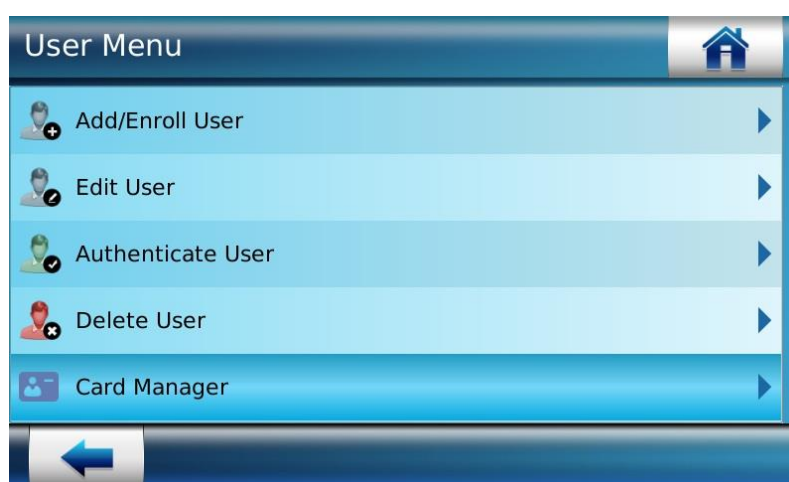 User Menu
Add/Enroll User
Edit User
Authenticate User
Delete User
Card Manager